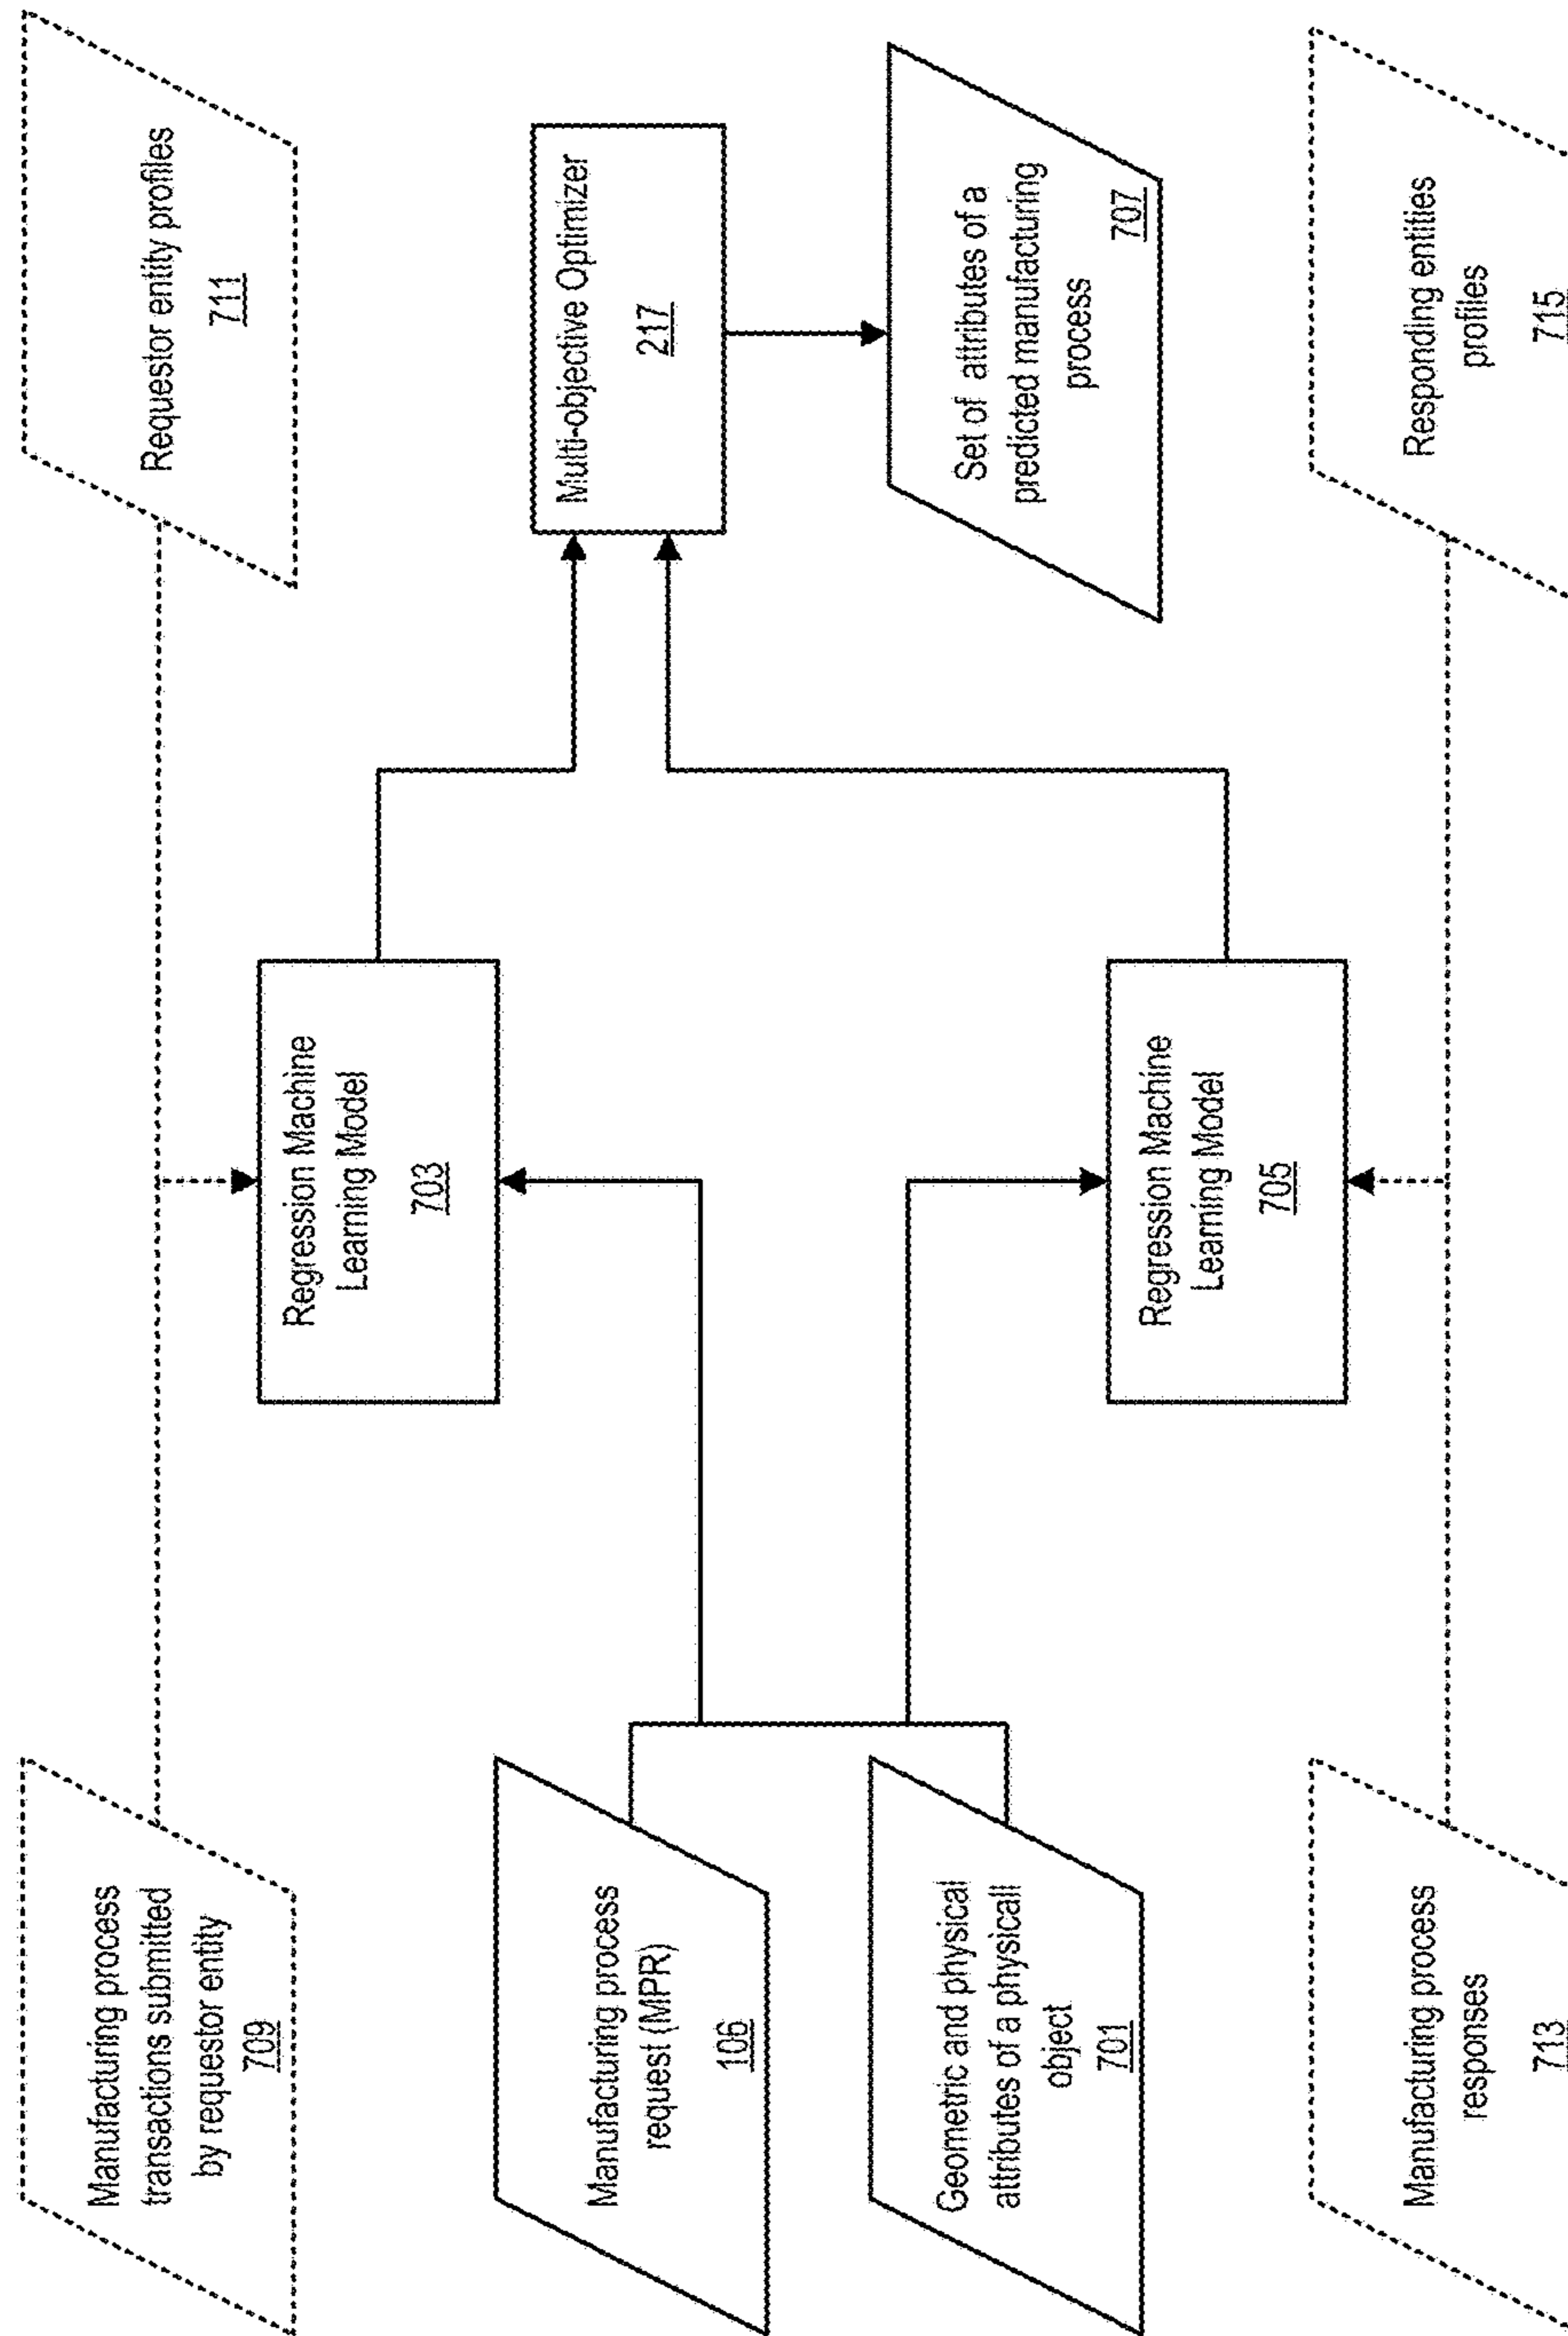 Manufacturing process
transactions submitted
by requestor entity
709
Requestor entity profiles
711
Regression Machine
Learning Model
703
Manufacturing process
request (MPR)
106
Multi-objective Optimizer
217
Geometric and physical
attributes of a physicall
object
701
Set of attributes of a
predicted manufacturing
process
707
Regression Machine
Learning Model
705
Manufacturing process
responses
713
Responding entities
profiles
715